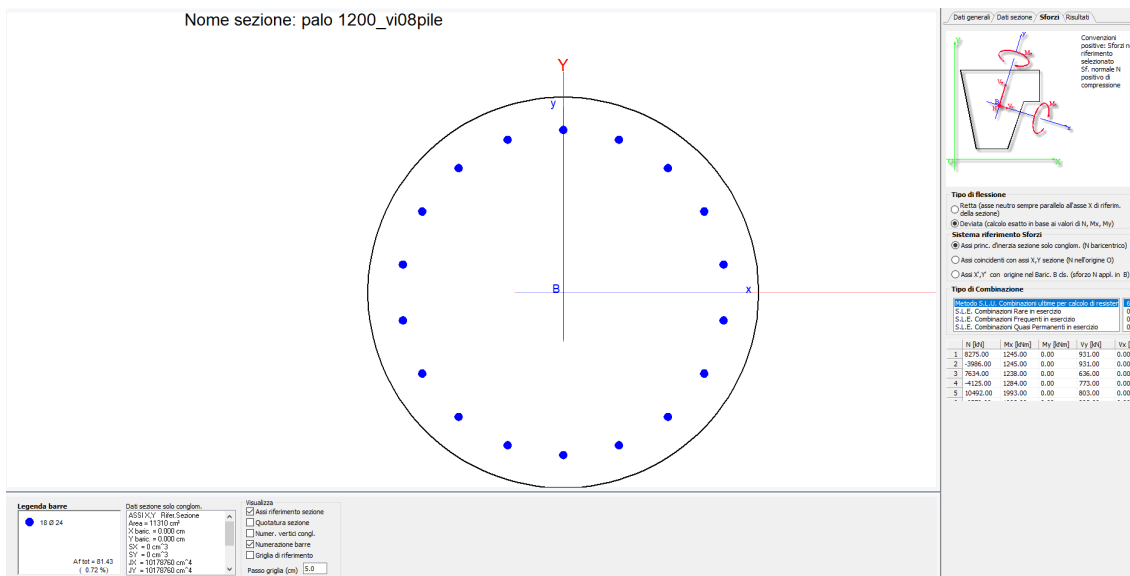 Nome sezione: palo 1200_vi08pile
Y
y
B
x
Dati generali
Dati sezione
Sforzi
Risultati
Convenzioni
positive: Sforzi n
riferimento
selezionato
Sf. normale N
positivo di
compressione
Tipo di flessione
Retta (asse neutro sempre parallelo all'asse X di riferim.
della sezione)
Deviata (calcolo esatto in base ai valori di N, Mx, My)
Sistema riferimento Sforzi
Assi princ. d'inerzia sezione solo conglom. (N baricentrico)
Assi coincidenti con assi X,Y sezione (N nell'origine O)
Assi X',Y' con origine nel Baric. B cls. (sforzo N appl. in B)
Tipo di Combinazione
Metodo S.L.U. Combinazioni ultime per calcolo di resister 6
S.L.E. Combinazioni Rare in esercizio 0
S.L.E. Combinazioni Frequenti in esercizio 0
S.L.E. Combinazioni Quasi Permanenti in esercizio 0
N [kN] Mx [kNm] My [kNm] Vy [kN] Vx [
1 8275.00 1245.00 0.00 931.00 0.00
2 -3986.00 1245.00 0.00 931.00 0.00
3 7634.00 1238.00 0.00 636.00 0.00
4 -4125.00 1284.00 0.00 773.00 0.00
5 10492.00 1993.00 0.00 803.00 0.00
Legenda barre
18 Ø 24
Af tot = 81.43
( 0.72 %)
Dati sezione solo conglom.
ASSI X,Y Rifer.Sezione
Area = 11310 cm²
X baric. = 0.000 cm
Y baric. = 0.000 cm
SX = 0 cm^3
SY = 0 cm^3
JX = 10178760 cm^4
JY = 10178760 cm^4
Visualizza
Assi riferimento sezione
Quotatura sezione
Numer. vertici congl.
Numerazione barre
Griglia di riferimento
Passo griglia (cm) 5.0